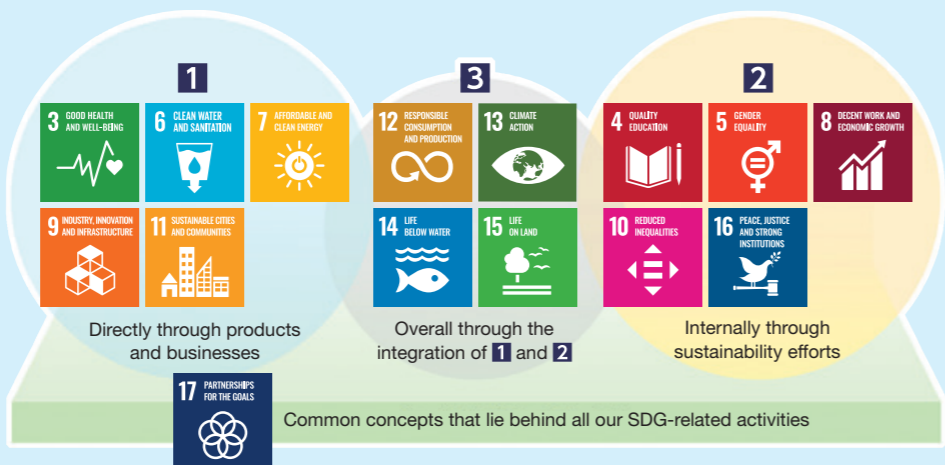 1
3 GOOD HEALTH
AND WELL-BEING
6 CLEAN WATER
AND SANITATION
7 AFFORDABLE AND
CLEAN ENERGY
9 INDUSTRY, INNOVATION
AND INFRASTRUCTURE
11 SUSTAINABLE CITIES
AND COMMUNITIES
Directly through products
and businesses
3
12 RESPONSIBLE
CONSUMPTION
AND PRODUCTION
13 CLIMATE
ACTION
14 LIFE
BELOW WATER
15 LIFE
ON LAND
Overall through the
integration of 1 and 2
2
4 QUALITY
EDUCATION
5 GENDER
EQUALITY
8 DECENT WORK AND
ECONOMIC GROWTH
10 REDUCED
INEQUALITIES
16 PEACE, JUSTICE
AND STRONG
INSTITUTIONS
Internally through
sustainability efforts
17 PARTNERSHIPS
FOR THE GOALS
Common concepts that lie behind all our SDG-related activities